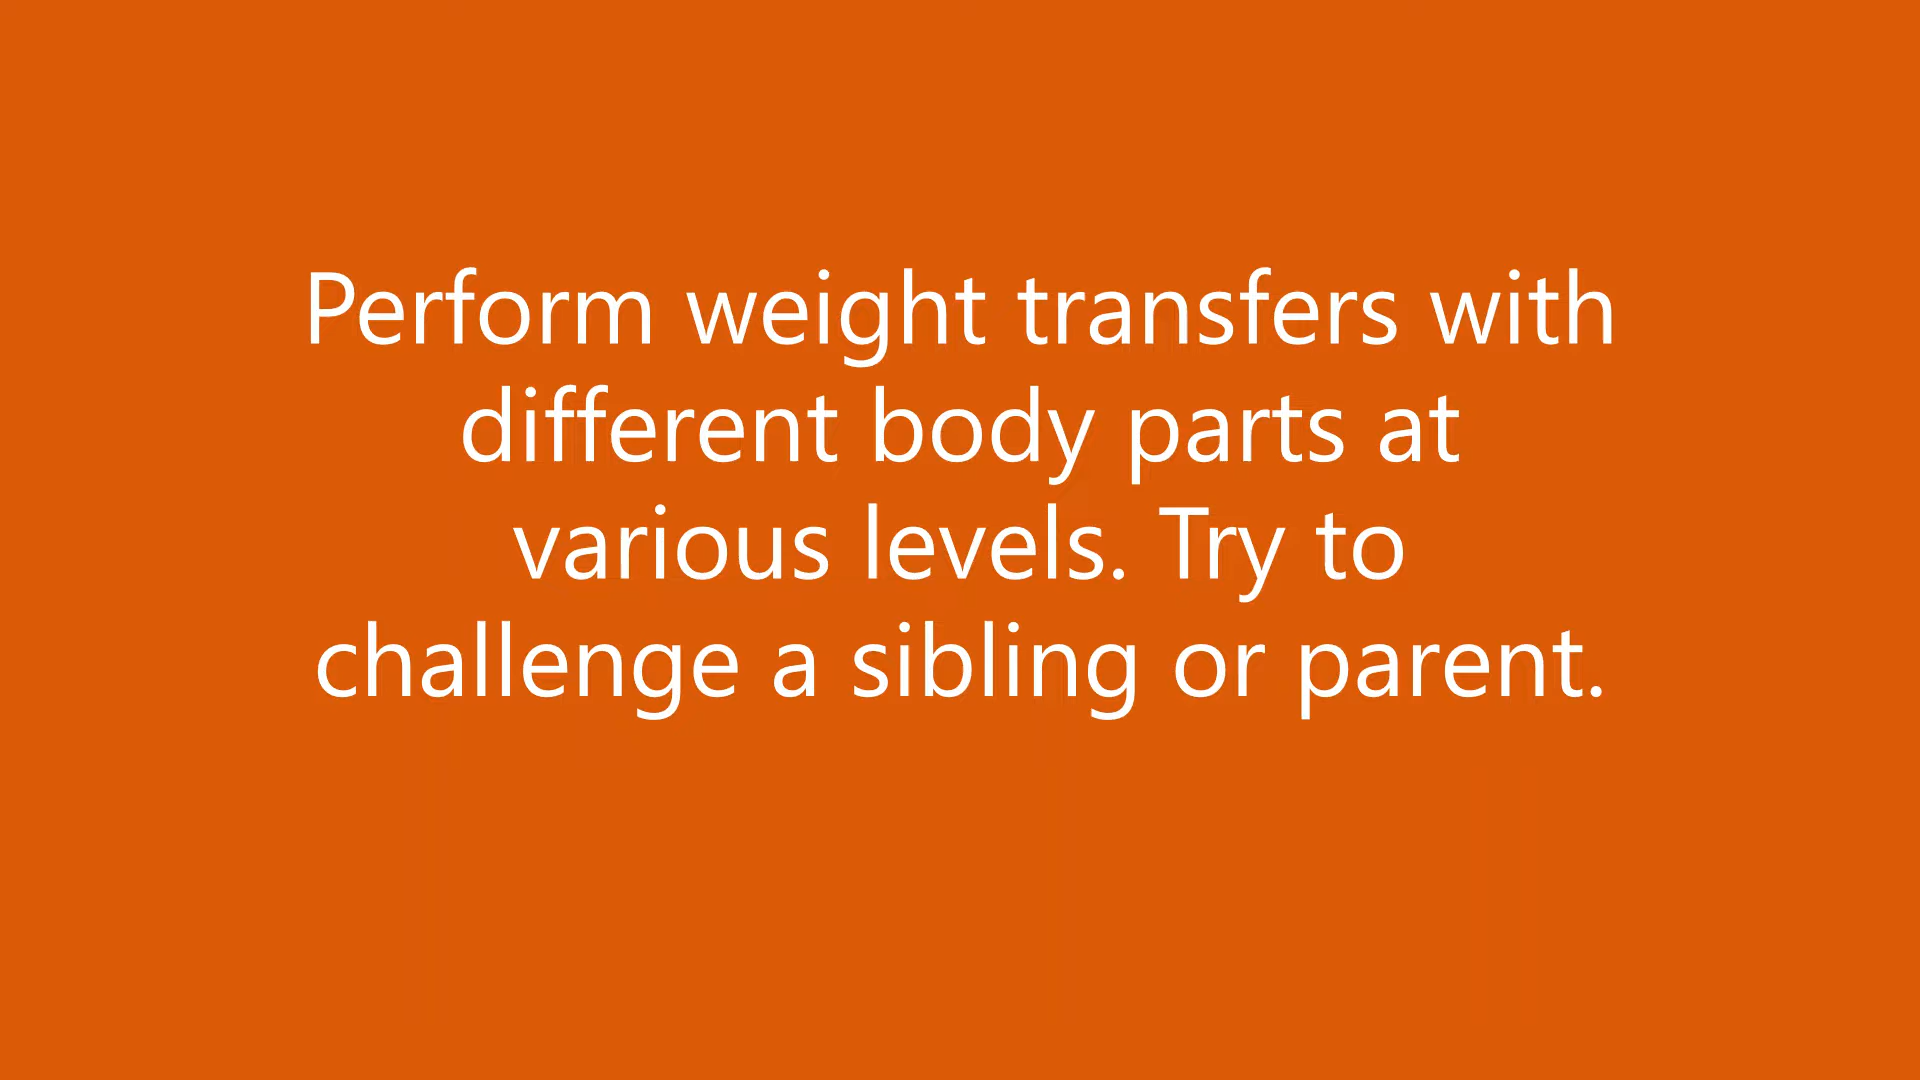 Perform weight transfers with
different body parts at
various levels. Try to
challenge a sibling or parent.